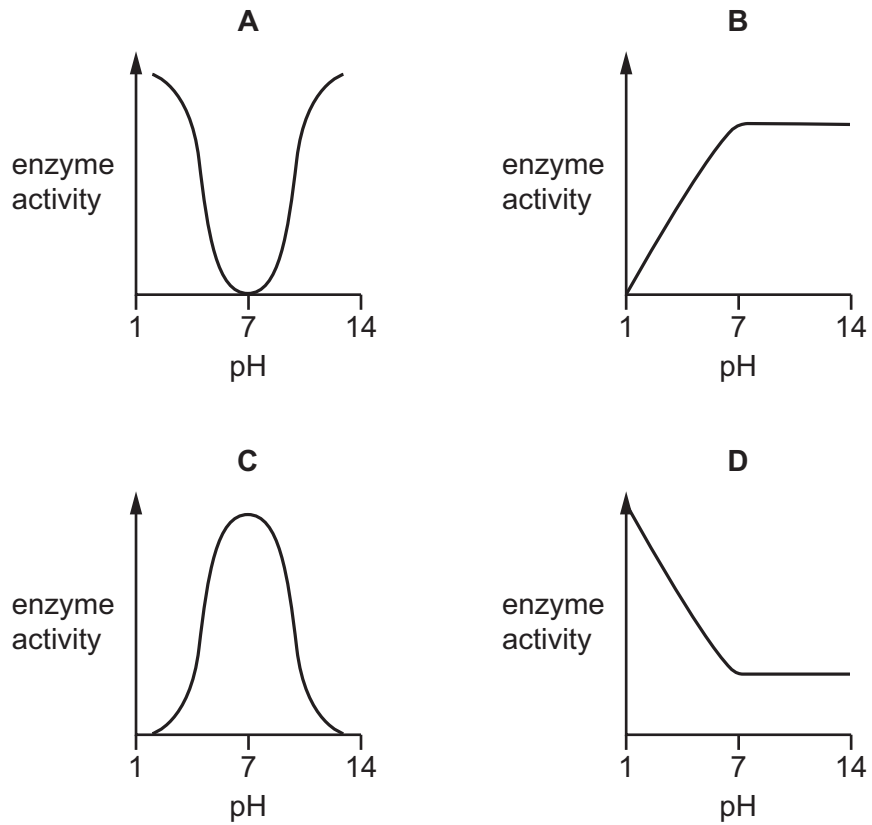 A
B
enzyme
activity
1
7
14
pH
enzyme
activity
1
7
14
pH
C
D
enzyme
activity
1
7
14
pH
enzyme
activity
1
7
14
pH